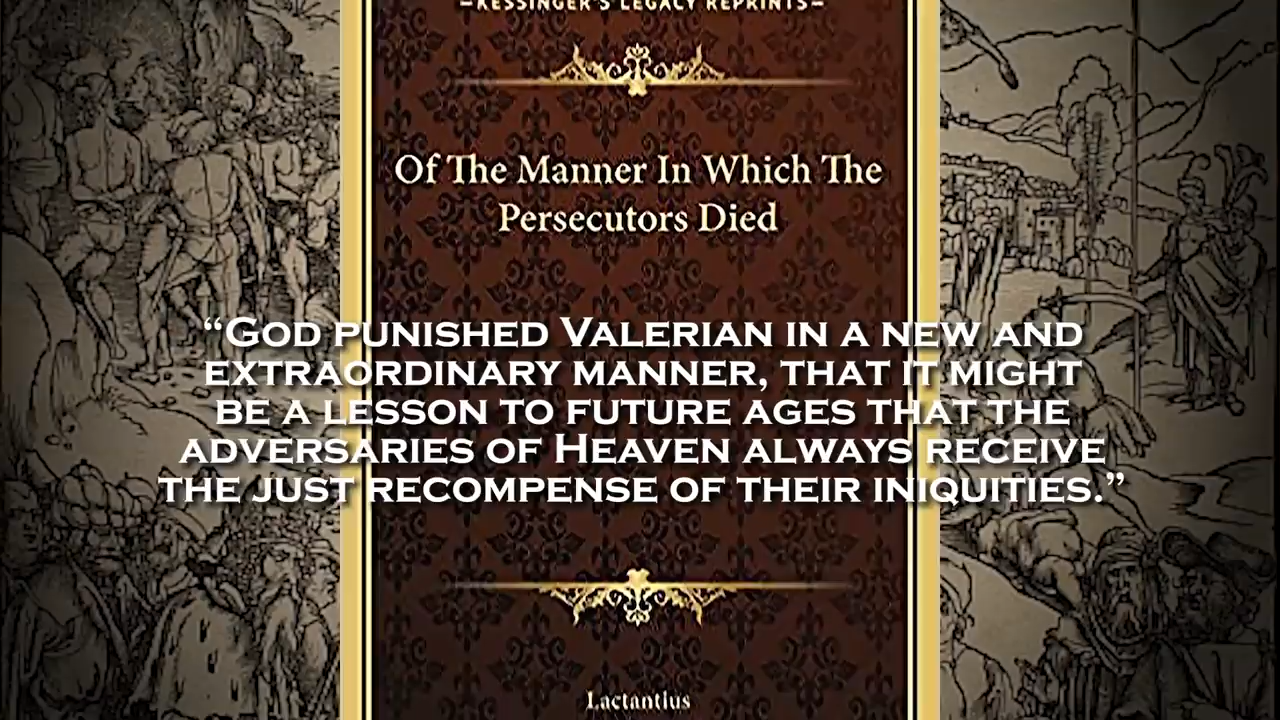 –KESSINGER'S LEGACY REPRINTS–
Of The Manner In Which The
Persecutors Died
“God punished Valerian in a new and
extraordinary manner, that it might
be a lesson to future ages that the
adversaries of Heaven always receive
the just recompense of their iniquities.”
Lactantius